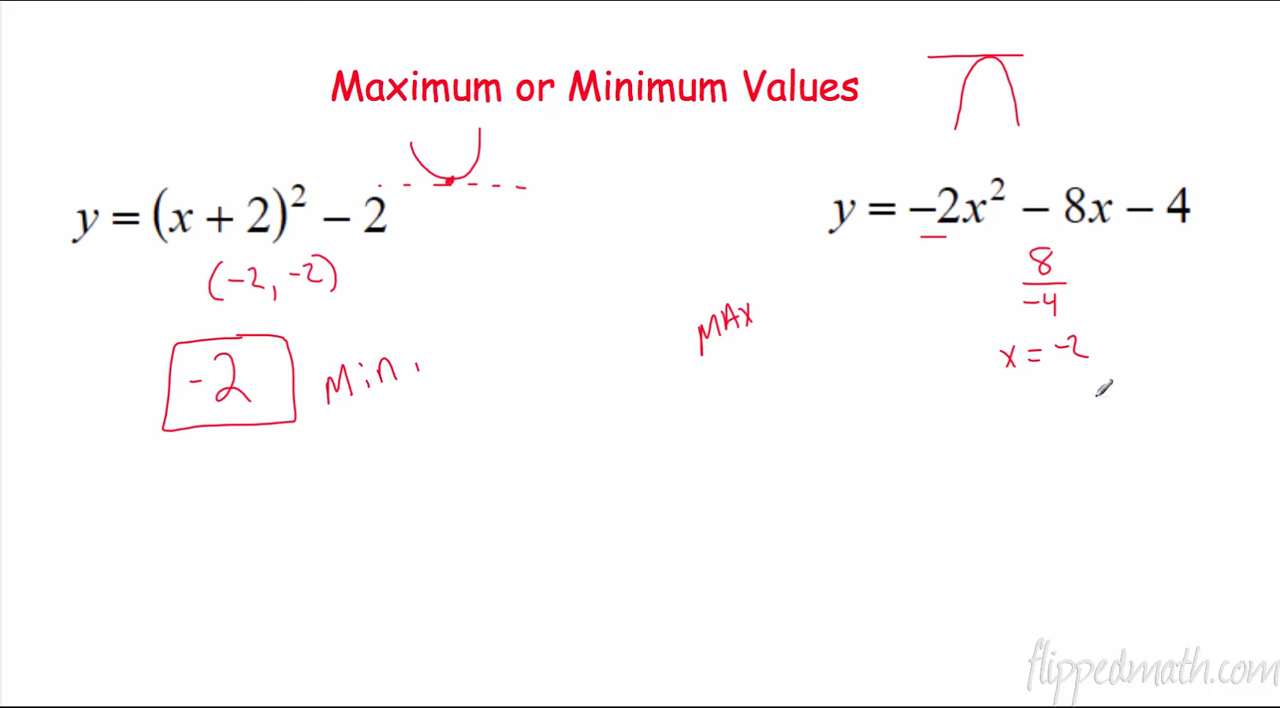 Maximum or Minimum Values
y = (x + 2)² − 2
(-2, -2)
-2 Min.
y = −2x² − 8x − 4
8
-4
MAX
x = -2
flippedmath.com